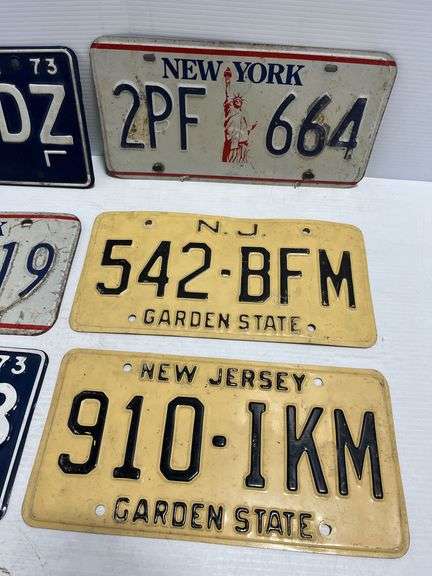 73
DZ
NEW YORK
2PF 664
19
N.J.
542-BFM
GARDEN STATE
73
NEW JERSEY
910-IKM
GARDEN STATE